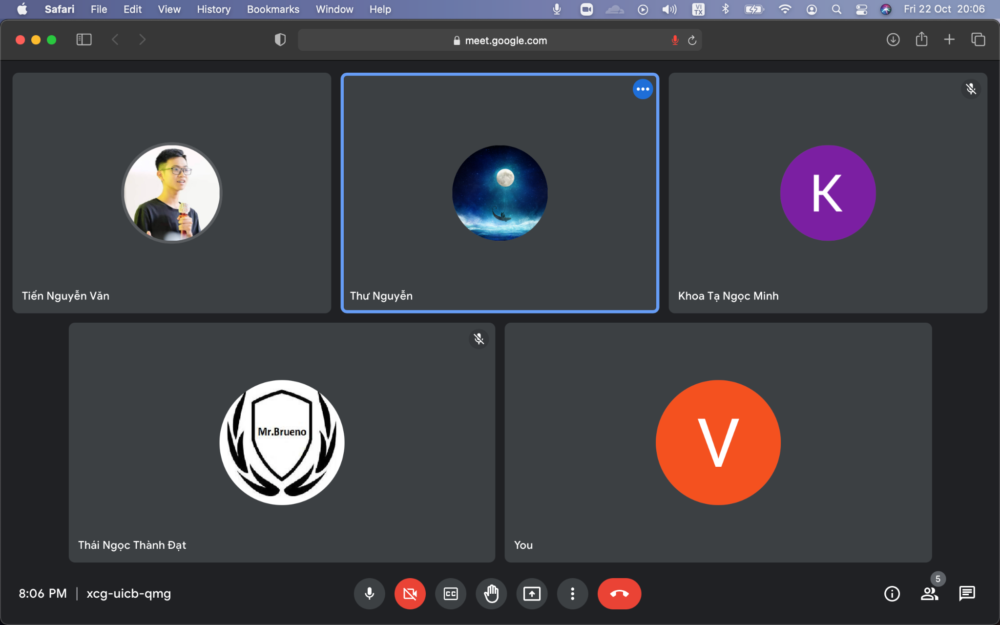 Safari File Edit View History Bookmarks Window Help VI TX Fri 22 Oct 20:06
meet.google.com
Tiến Nguyễn Văn
Thư Nguyễn
K
Khoa Tạ Ngọc Minh
Mr.Brueno
Thái Ngọc Thành Đạt
V
You
8:06 PM | xcg-uicb-qmg
CC
5